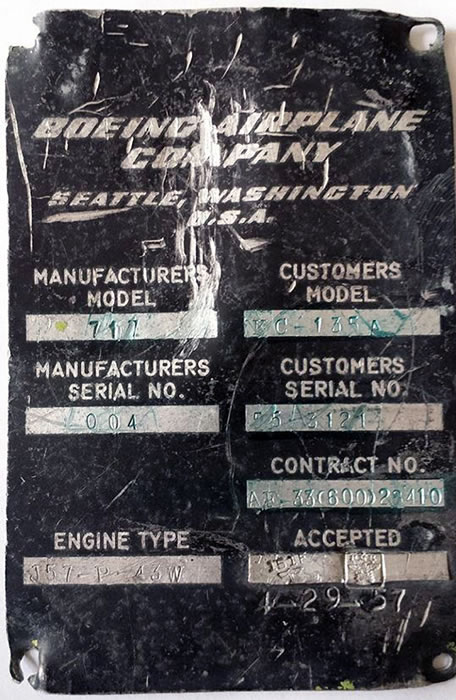 BOEING AIRPLANE
COMPANY
SEATTLE, WASHINGTON
U.S.A.
MANUFACTURERS MODEL
717
CUSTOMERS MODEL
KC-135A
MANUFACTURERS SERIAL NO.
004
CUSTOMERS SERIAL NO.
55-3121
CONTRACT NO.
AF 33(600)28410
ENGINE TYPE
J57-P-43W
ACCEPTED
4-29-57